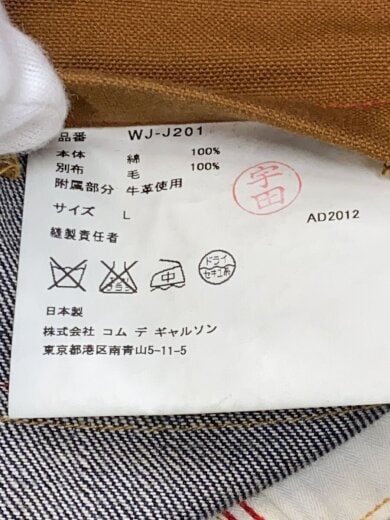 品番 WJ-J201
本体 綿 100%
別布 毛 100%
附属部分 牛革使用
サイズ L
縫製責任者
宇田
AD2012
中
ドライ
セキユ系
日本製
株式会社 コム デ ギャルソン
東京都港区南青山5-11-5